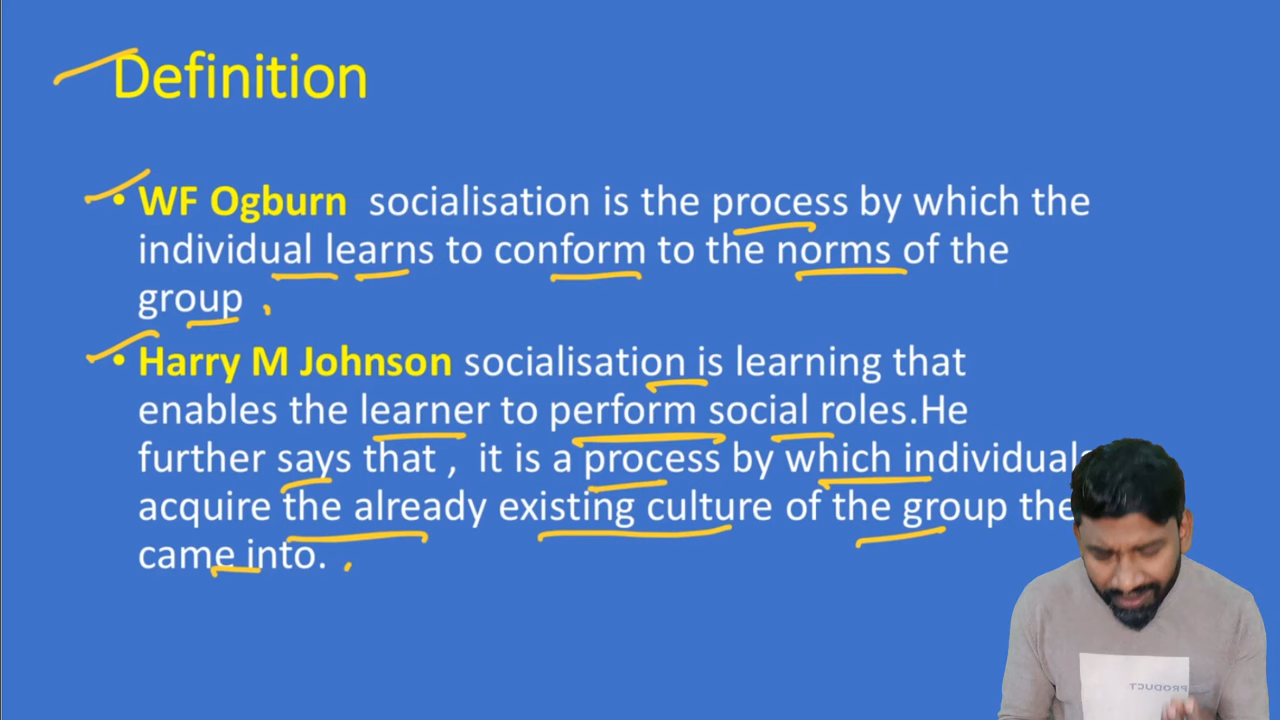 Definition
• WF Ogburn socialisation is the process by which the
individual learns to conform to the norms of the
group
• Harry M Johnson socialisation is learning that
enables the learner to perform social roles.He
further says that , it is a process by which individuals
acquire the already existing culture of the group the
came into.
PRODUCT